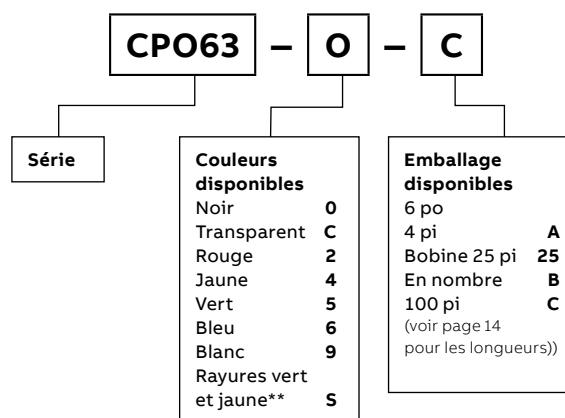 CPO63 – O – C
Série
Couleurs
disponibles
Noir 0
Transparent C
Rouge 2
Jaune 4
Vert 5
Bleu 6
Blanc 9
Rayures vert
et jaune** S
Emballage
disponibles
6 po
4 pi A
Bobine 25 pi 25
En nombre B
100 pi C
(voir page 14
pour les longueurs))